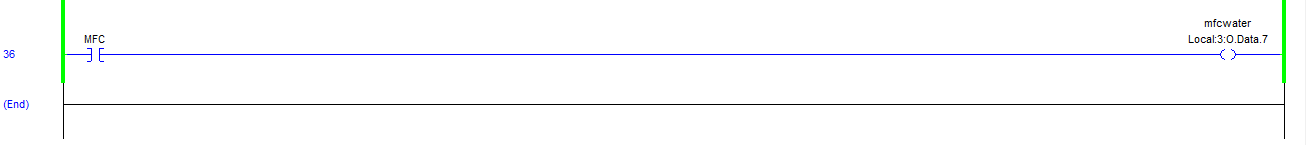 mfcwater
MFC
Local:3:O.Data.7
36
(End)